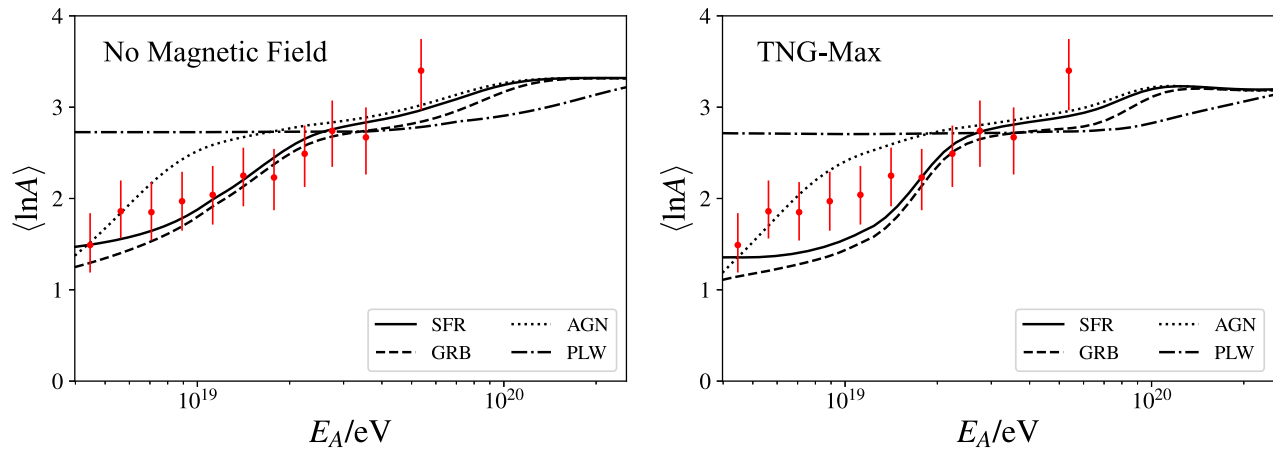 No Magnetic Field
⟨lnA⟩
4
3
2
1
0
10^19
10^20
E_A/eV
SFR
GRB
AGN
PLW
TNG-Max
⟨lnA⟩
4
3
2
1
0
10^19
10^20
E_A/eV
SFR
GRB
AGN
PLW